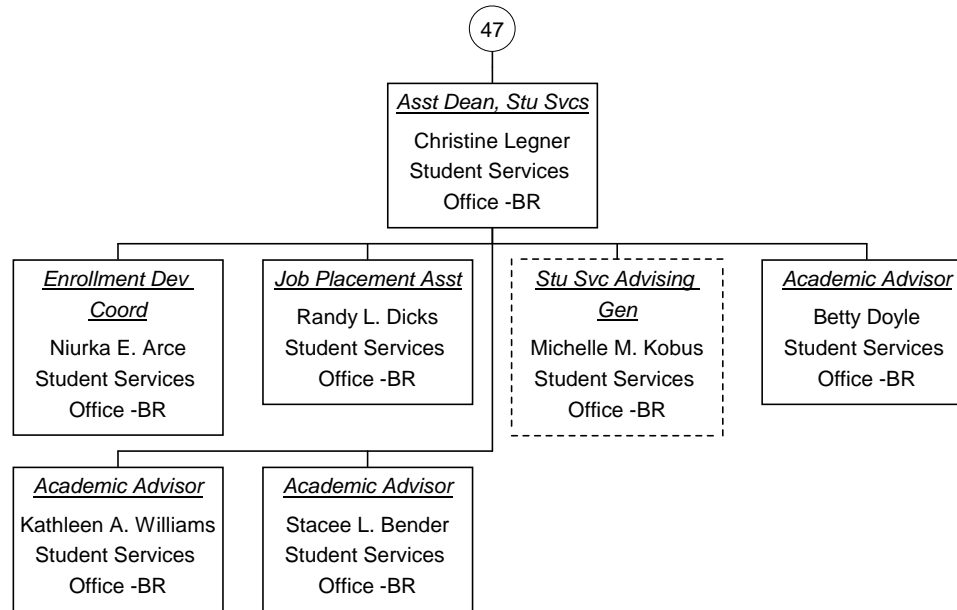 47
Asst Dean, Stu Svcs
Christine Legner
Student Services
Office -BR
Enrollment Dev
Coord
Niurka E. Arce
Student Services
Office -BR
Job Placement Asst
Randy L. Dicks
Student Services
Office -BR
Stu Svc Advising
Gen
Michelle M. Kobus
Student Services
Office -BR
Academic Advisor
Betty Doyle
Student Services
Office -BR
Academic Advisor
Kathleen A. Williams
Student Services
Office -BR
Academic Advisor
Stacee L. Bender
Student Services
Office -BR